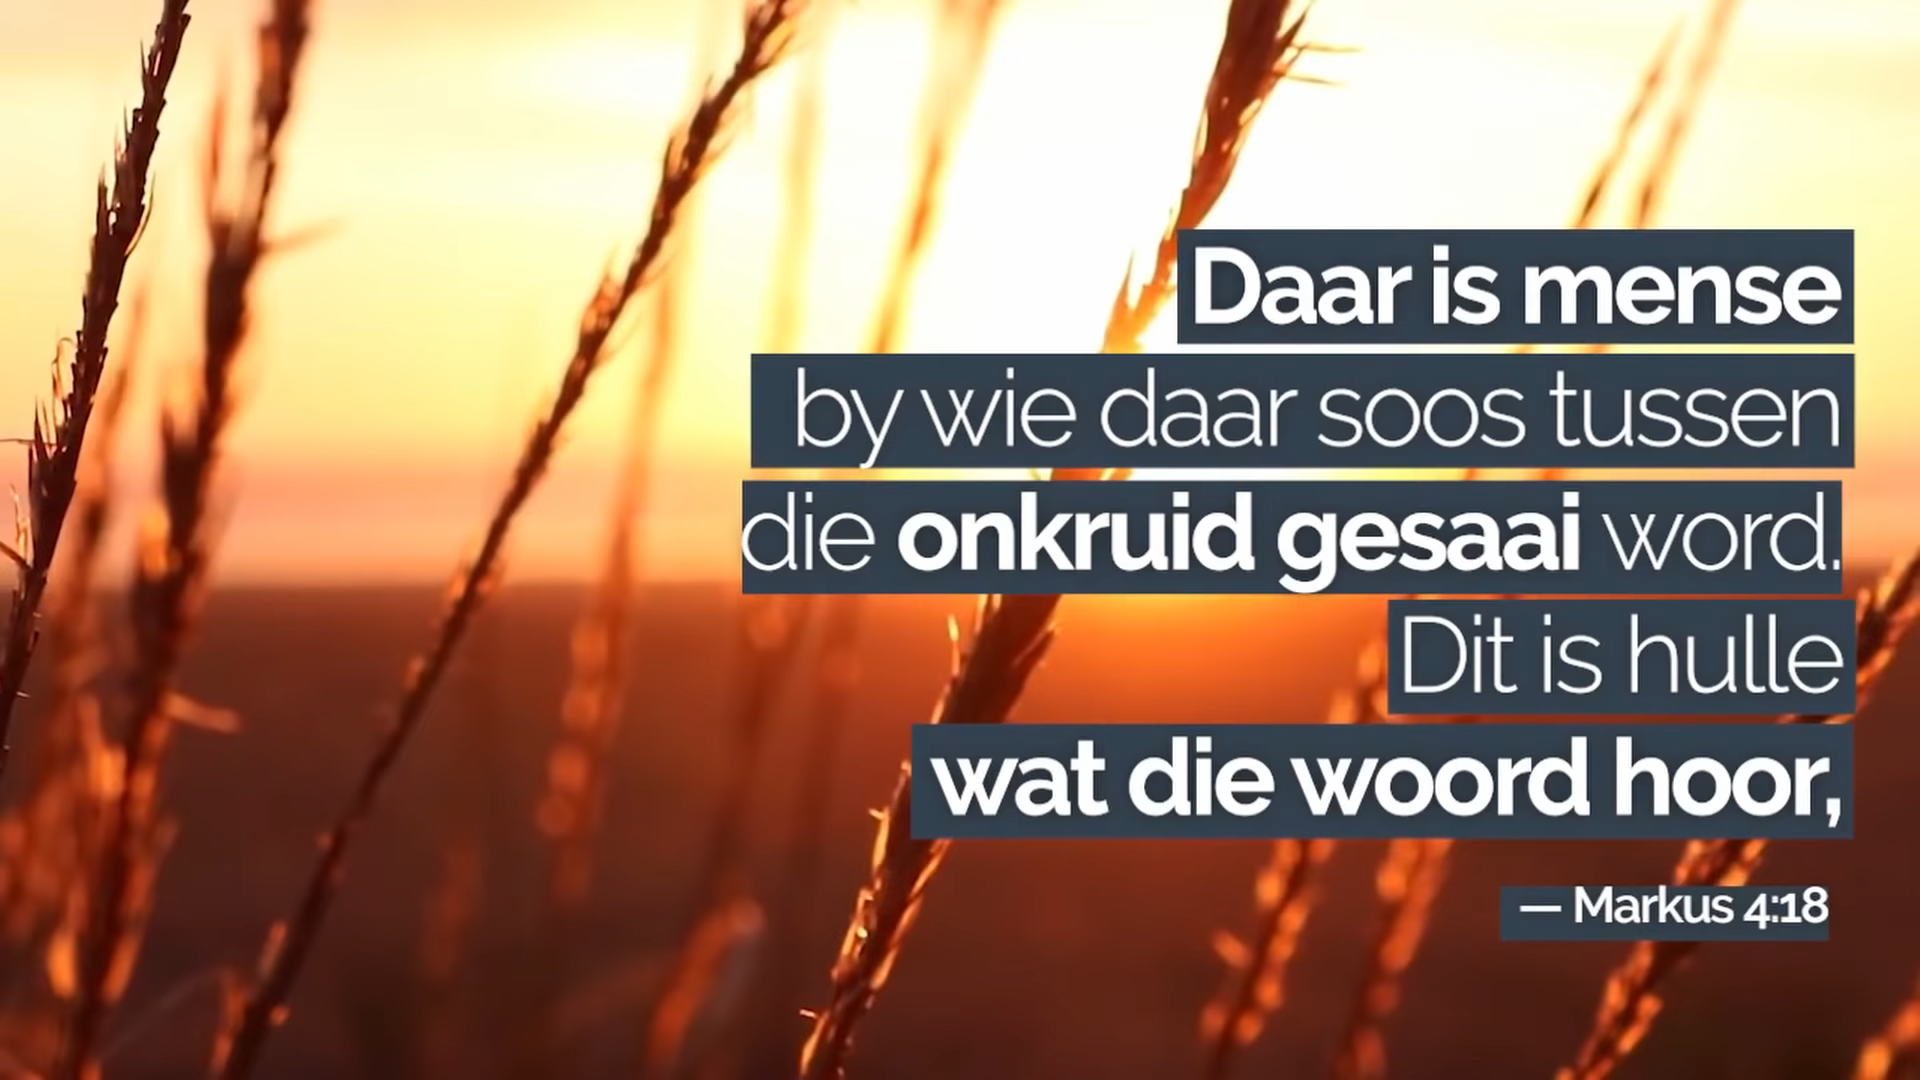 Daar is mense
by wie daar soos tussen
die onkruid gesaai word.
Dit is hulle
wat die woord hoor,
— Markus 4:18